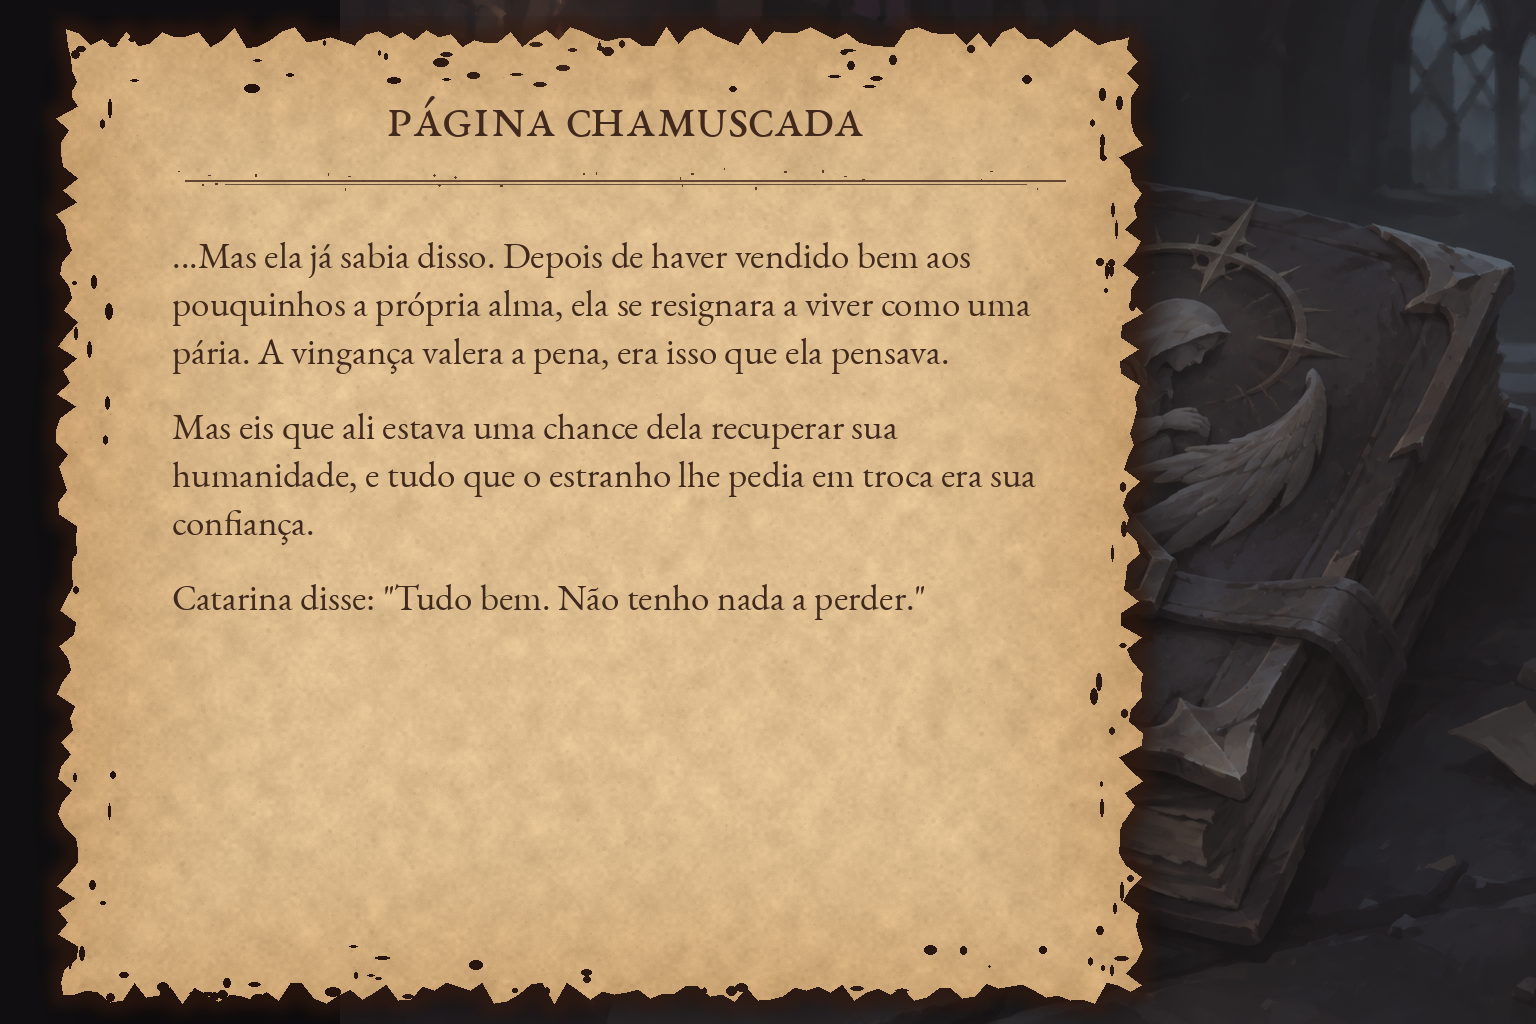 PÁGINA CHAMUSCADA
...Mas ela já sabia disso. Depois de haver vendido bem aos
pouquinhos a própria alma, ela se resignara a viver como uma
pária. A vingança valera a pena, era isso que ela pensava.
Mas eis que ali estava uma chance dela recuperar sua
humanidade, e tudo que o estranho lhe pedia em troca era sua
confiança.
Catarina disse: "Tudo bem. Não tenho nada a perder."